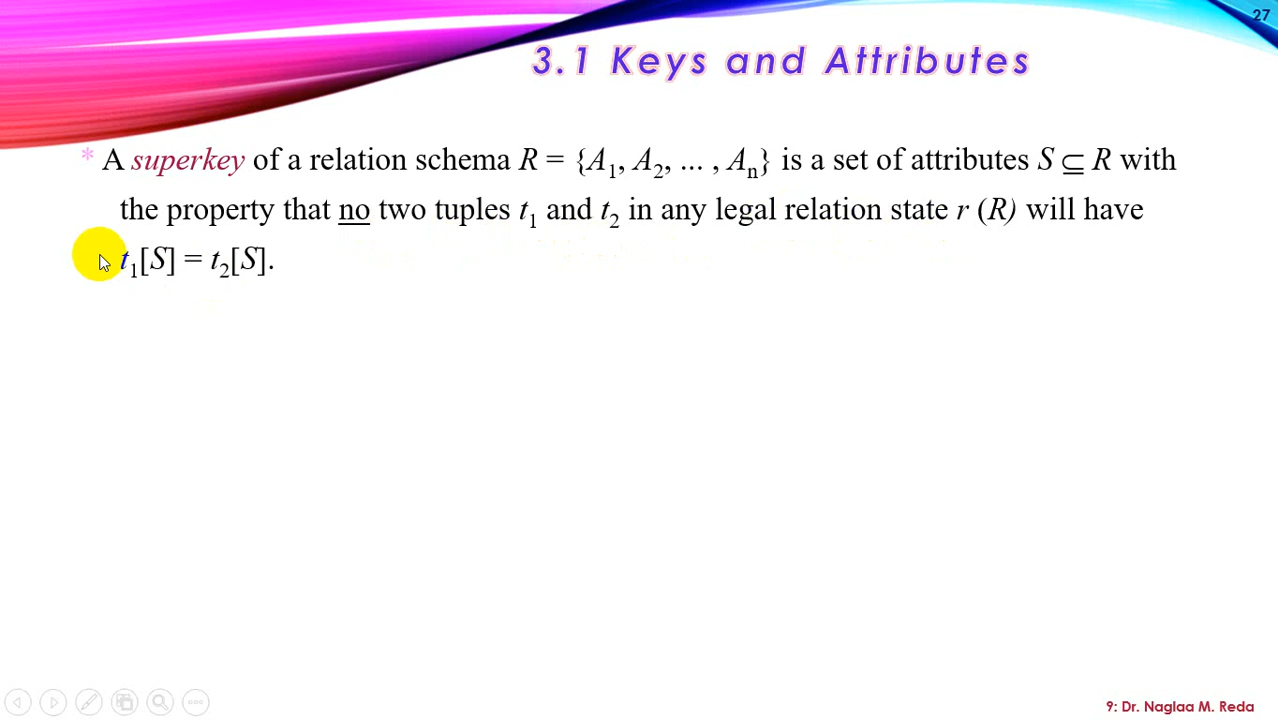 27
3.1 Keys and Attributes
* A superkey of a relation schema R = {A1, A2, ... , An} is a set of attributes S ⊆ R with
the property that no two tuples t1 and t2 in any legal relation state r (R) will have
t1[S] = t2[S].
9: Dr. Naglaa M. Reda